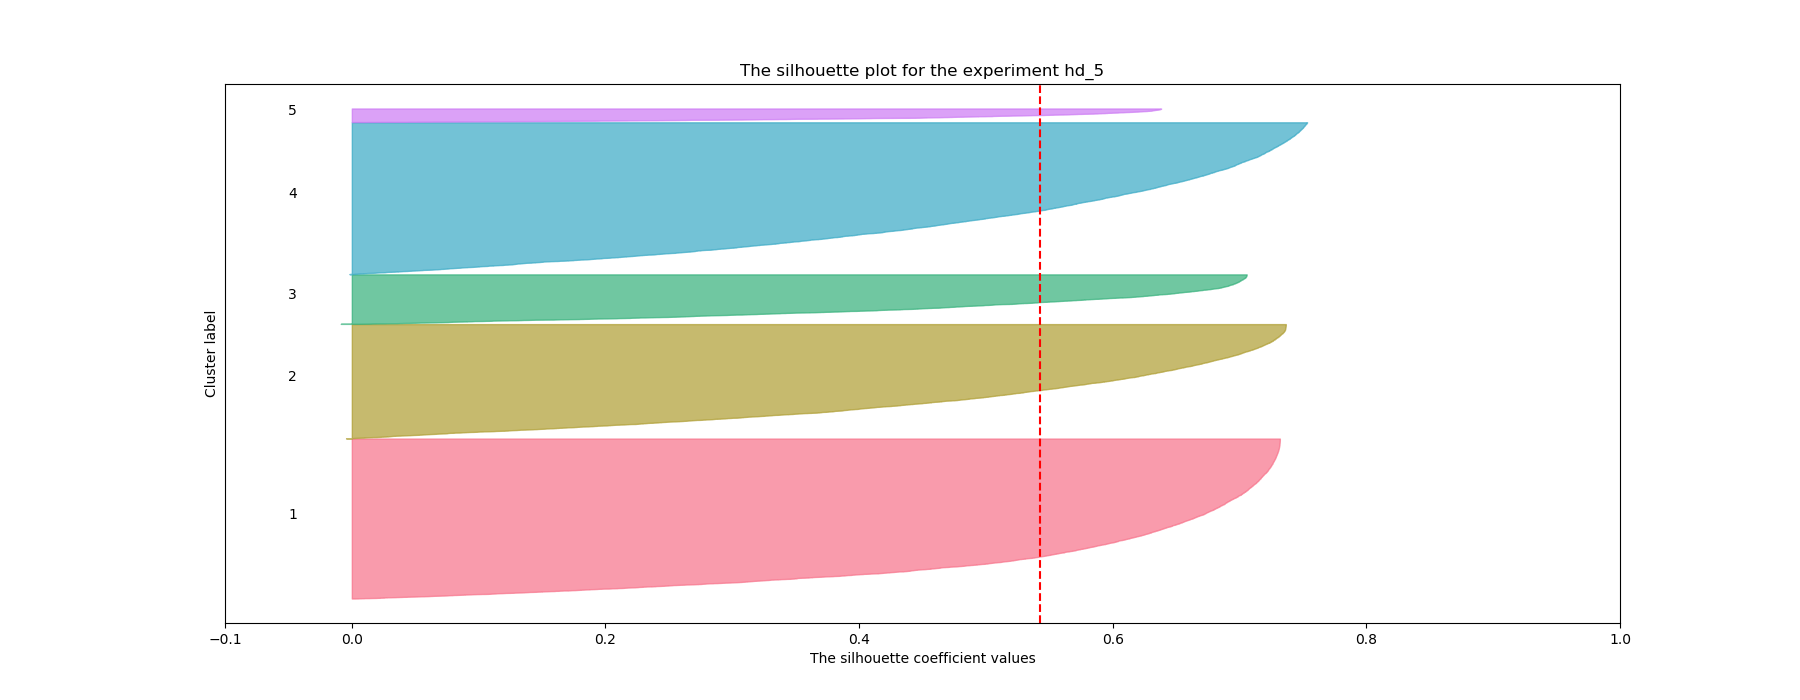 The silhouette plot for the experiment hd_5
5
4
3
2
1
Cluster label
−0.1 0.0 0.2 0.4 0.6 0.8 1.0
The silhouette coefficient values